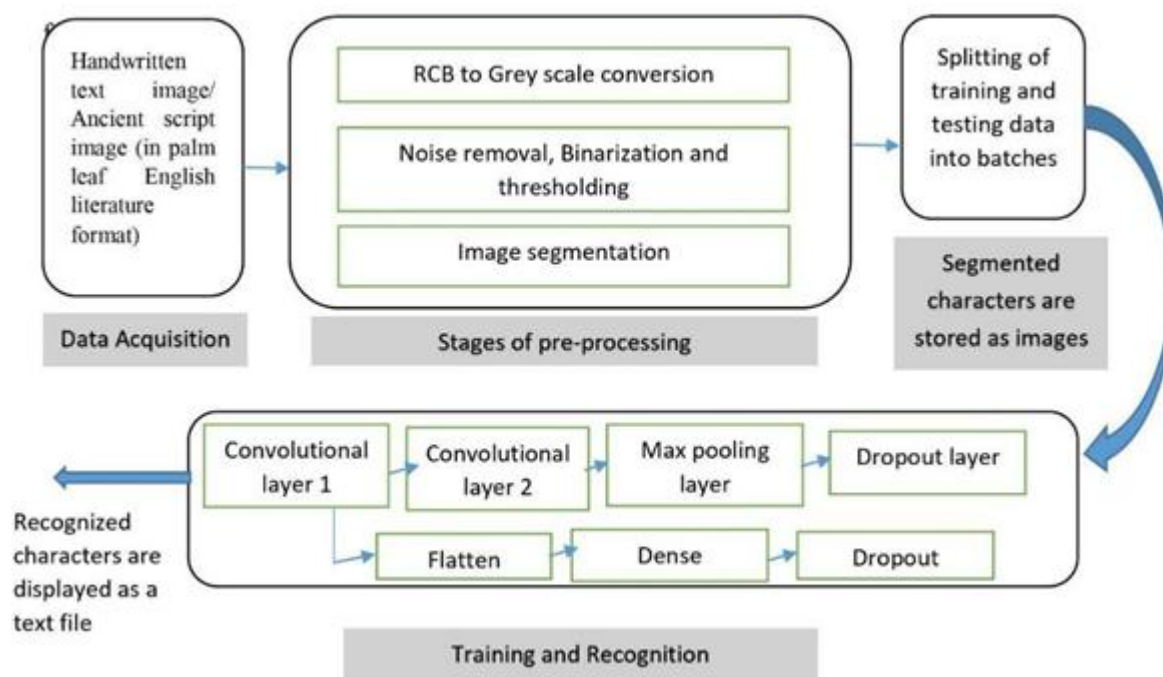 Handwritten
text image/
Ancient script
image (in palm
leaf English
literature
format)
Data Acquisition
RCB to Grey scale conversion
Noise removal, Binarization and
thresholding
Image segmentation
Stages of pre-processing
Splitting of
training and
testing data
into batches
Segmented
characters are
stored as images
Convolutional
layer 1
Convolutional
layer 2
Max pooling
layer
Dropout layer
Flatten
Dense
Dropout
Recognized
characters are
displayed as a
text file
Training and Recognition